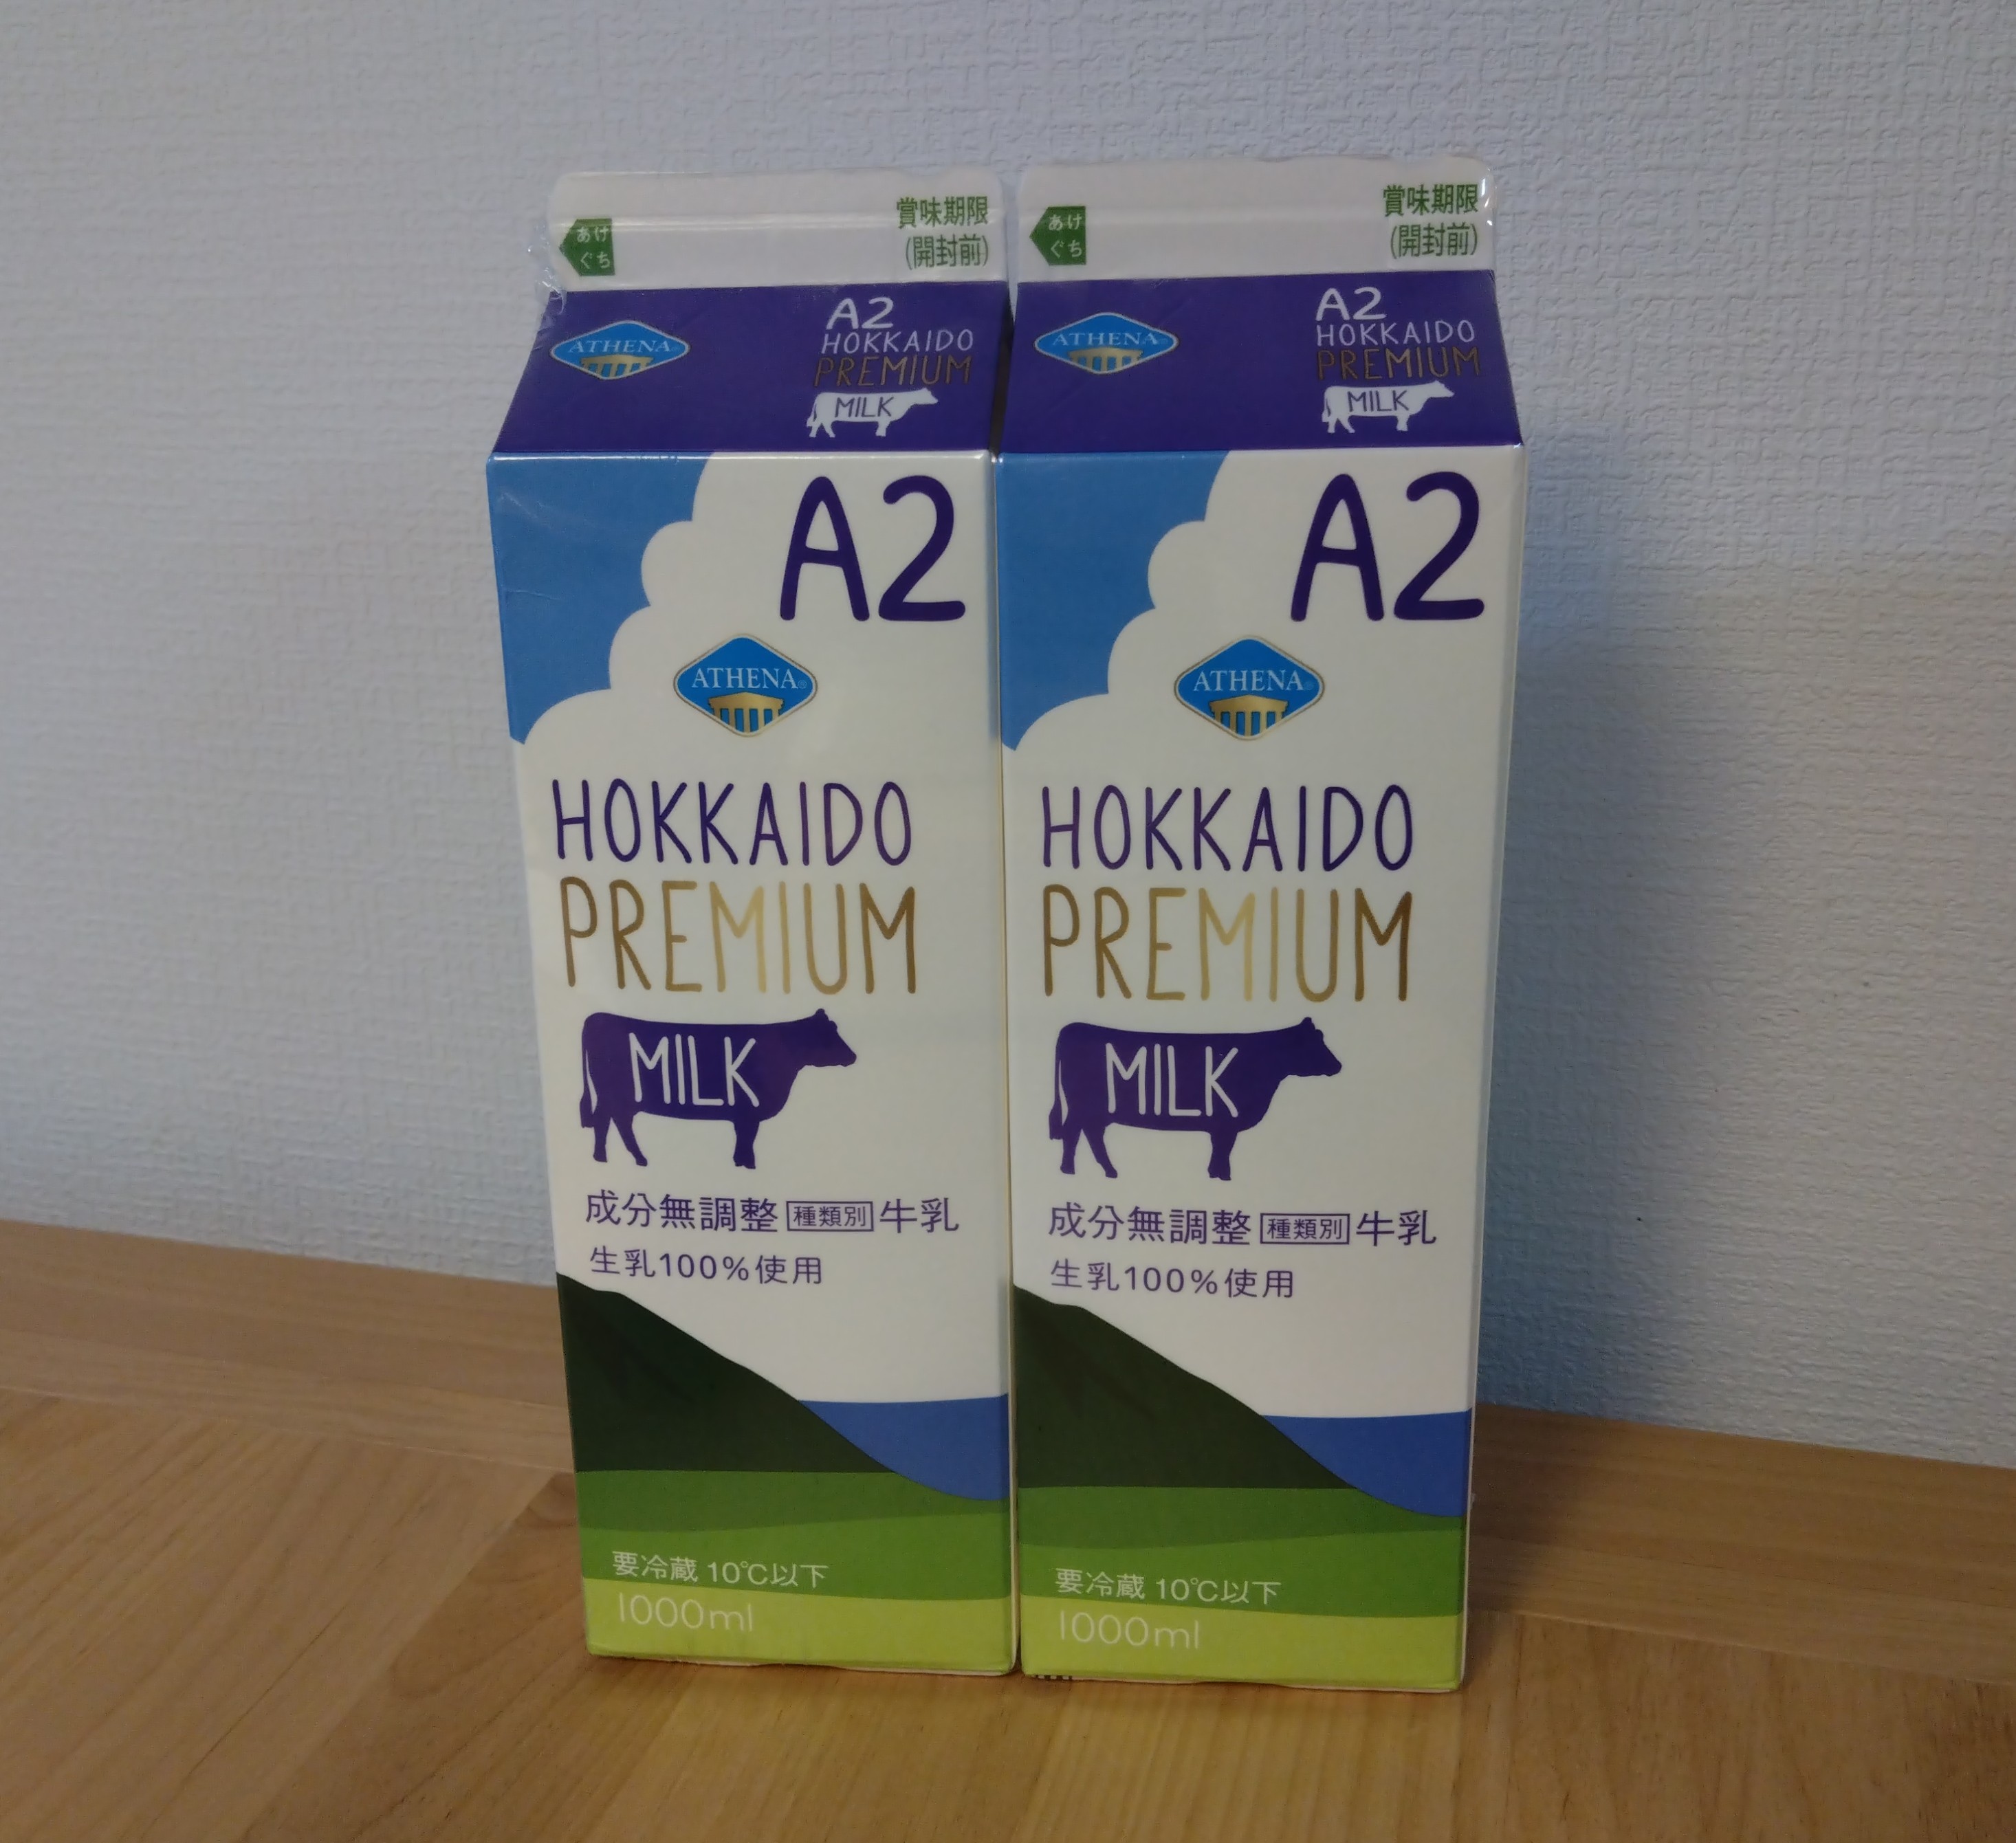 あけ
ぐち
賞味期限
(開封前)
ATHENA
A2
HOKKAIDO
PREMIUM
MILK
A2
ATHENA®
HOKKAIDO
PREMIUM
MILK
成分無調整 種類別 牛乳
生乳100%使用
要冷蔵 10℃以下
1000ml
あけ
ぐち
賞味期限
(開封前)
ATHENA
A2
HOKKAIDO
PREMIUM
MILK
A2
ATHENA®
HOKKAIDO
PREMIUM
MILK
成分無調整 種類別 牛乳
生乳100%使用
要冷蔵 10℃以下
1000ml